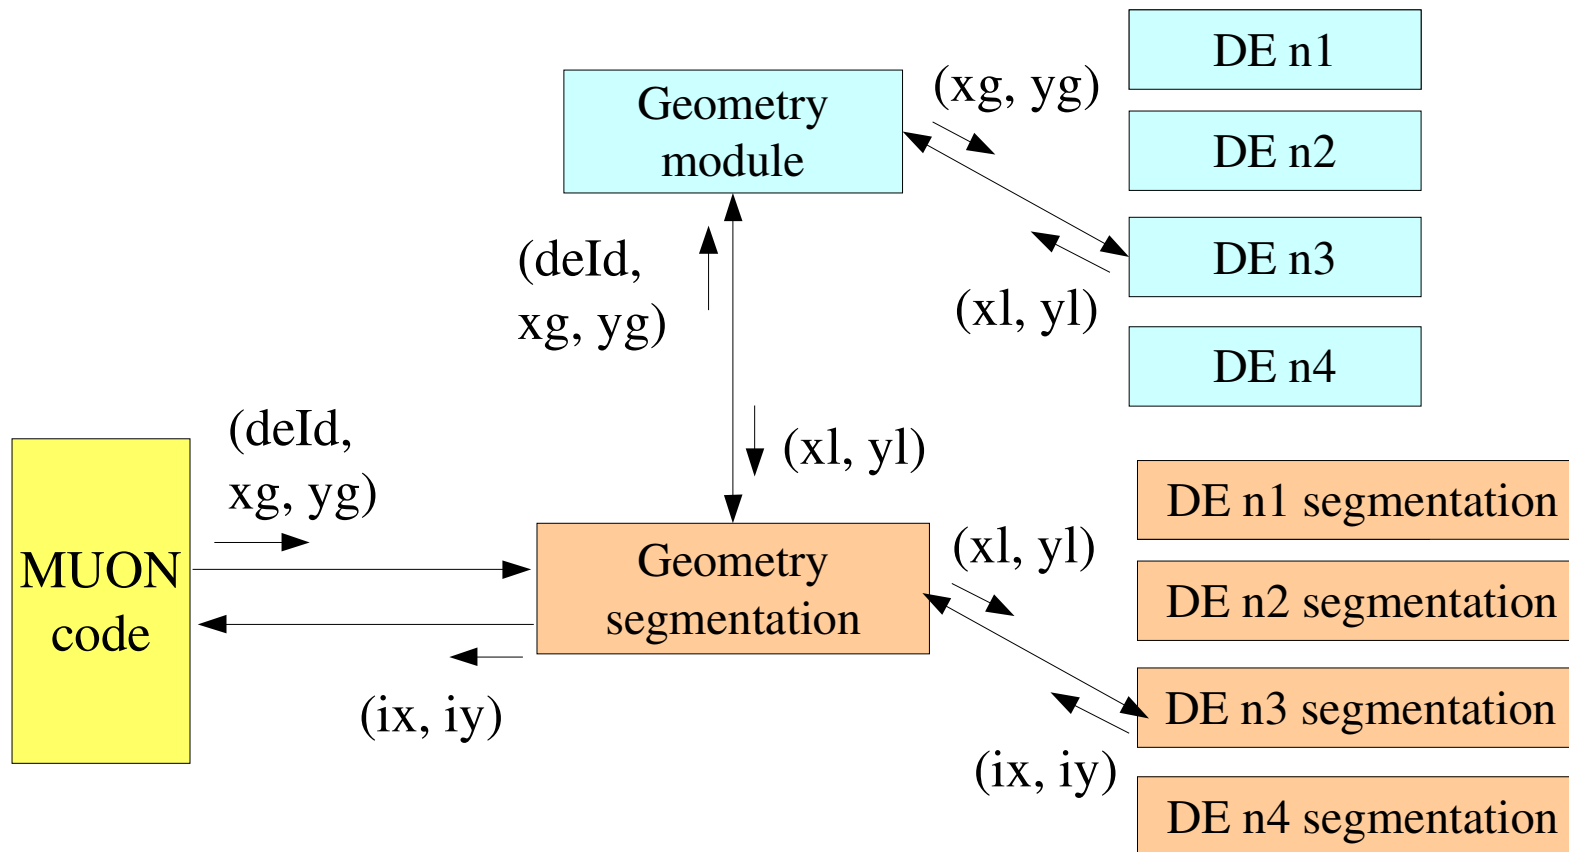 DE n1
(xg, yg)
Geometry
module
DE n2
(deId,
xg, yg)
DE n3
(xl, yl)
DE n4
(deId,
xg, yg)
(xl, yl)
DE n1 segmentation
MUON
code
Geometry
segmentation
(xl, yl)
DE n2 segmentation
(ix, iy)
DE n3 segmentation
(ix, iy)
DE n4 segmentation